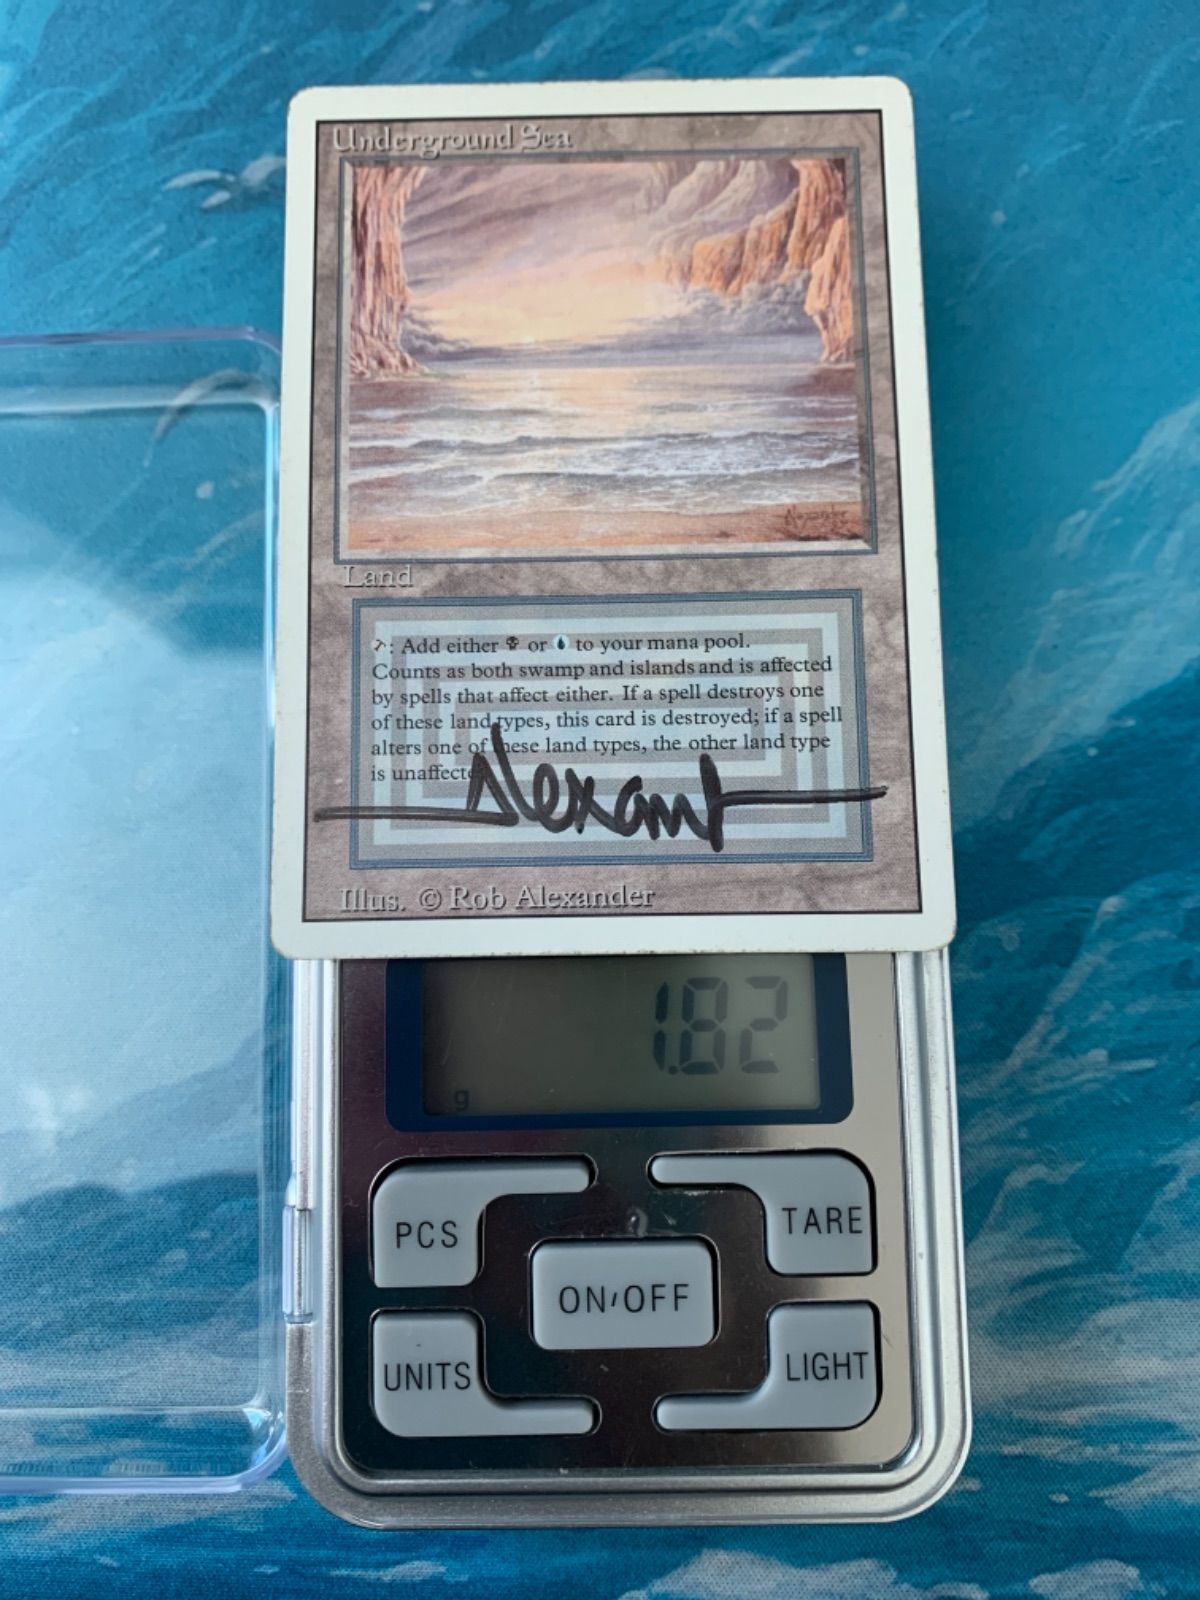 Underground Sea
Alexander
Land
: Add either or to your mana pool.
Counts as both swamp and islands and is affected
by spells that affect either. If a spell destroys one
of these land types, this card is destroyed; if a spell
alters one of these land types, the other land type
is unaffected
Alexand
Illus. © Rob Alexander
1.82
g
PCS
TARE
ON/OFF
UNITS
LIGHT